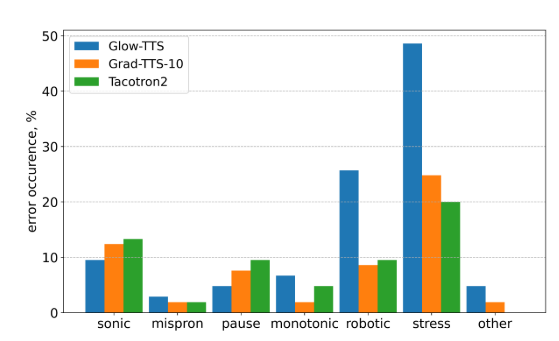 Glow-TTS
Grad-TTS-10
Tacotron2
error occurence, %
50
40
30
20
10
0
sonic mispron pause monotonic robotic stress other